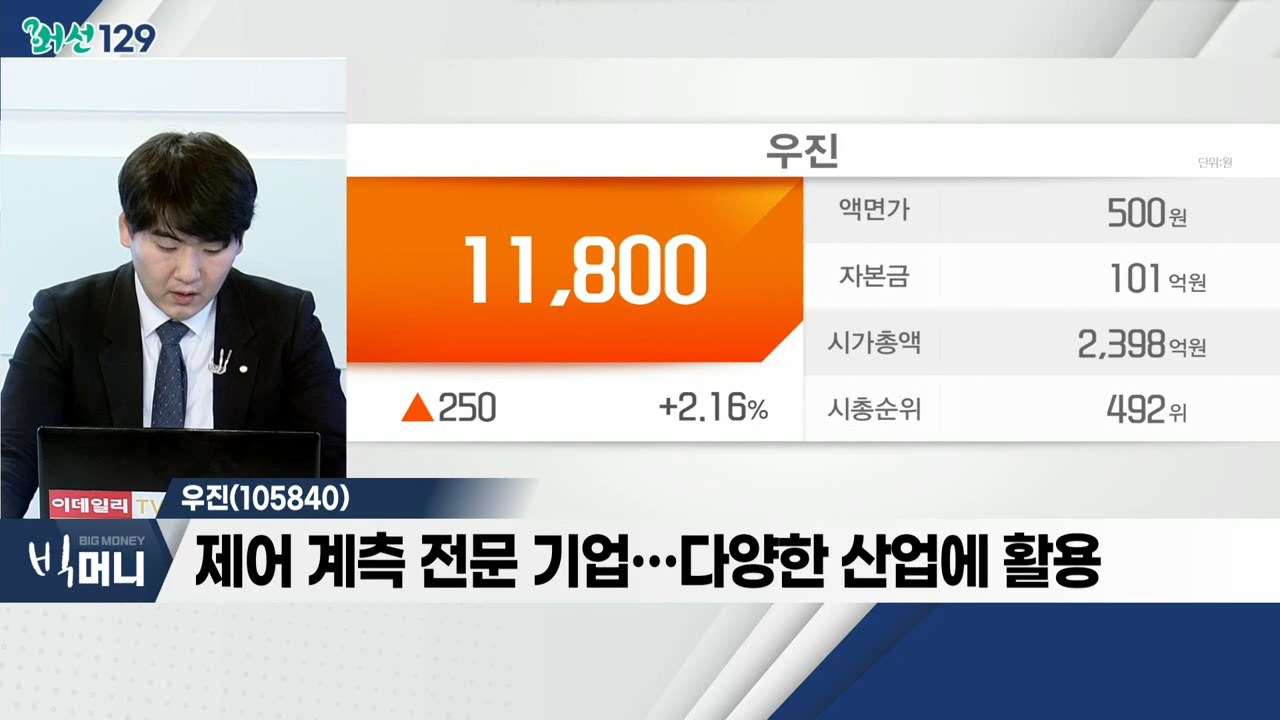 머선129
우진
단위:원
11,800
▲250 +2.16%
액면가 500원
자본금 101억원
시가총액 2,398억원
시총순위 492위
이데일리 TV
우진(105840)
BIG MONEY
빅머니
제어 계측 전문 기업…다양한 산업에 활용